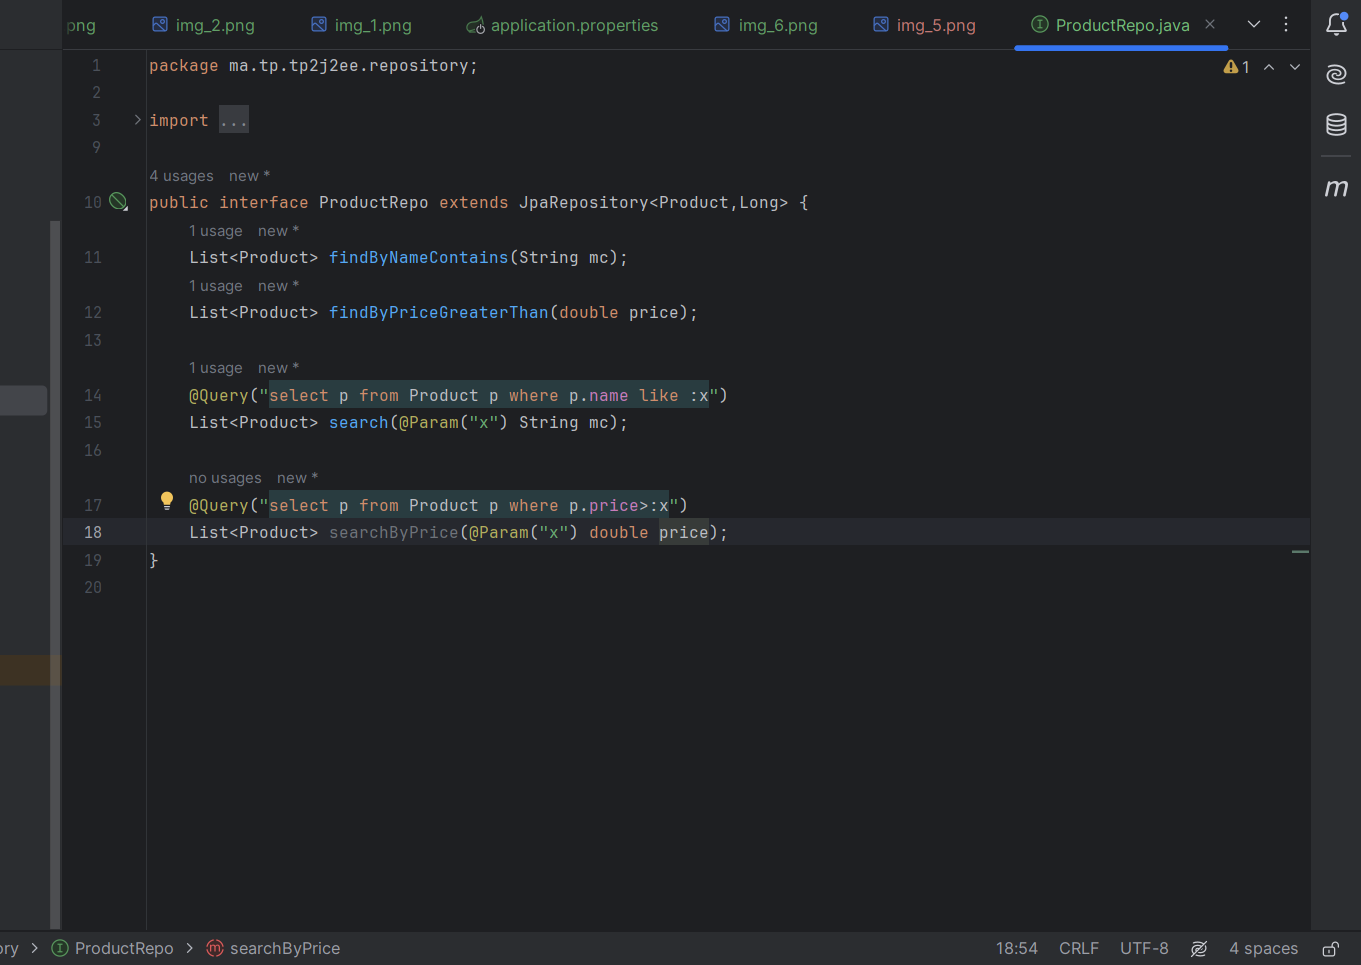 png img_2.png img_1.png application.properties img_6.png img_5.png ProductRepo.java
1 package ma.tp.tp2j2ee.repository; 1
2
3 import ...
9
4 usages new *
10 public interface ProductRepo extends JpaRepository<Product,Long> {
1 usage new *
11 List<Product> findByNameContains(String mc);
1 usage new *
12 List<Product> findByPriceGreaterThan(double price);
13
1 usage new *
14 @Query("select p from Product p where p.name like :x")
15 List<Product> search(@Param("x") String mc);
16
no usages new *
17 @Query("select p from Product p where p.price>:x")
18 List<Product> searchByPrice(@Param("x") double price);
19 }
20
m
ory > ProductRepo > searchByPrice 18:54 CRLF UTF-8 4 spaces